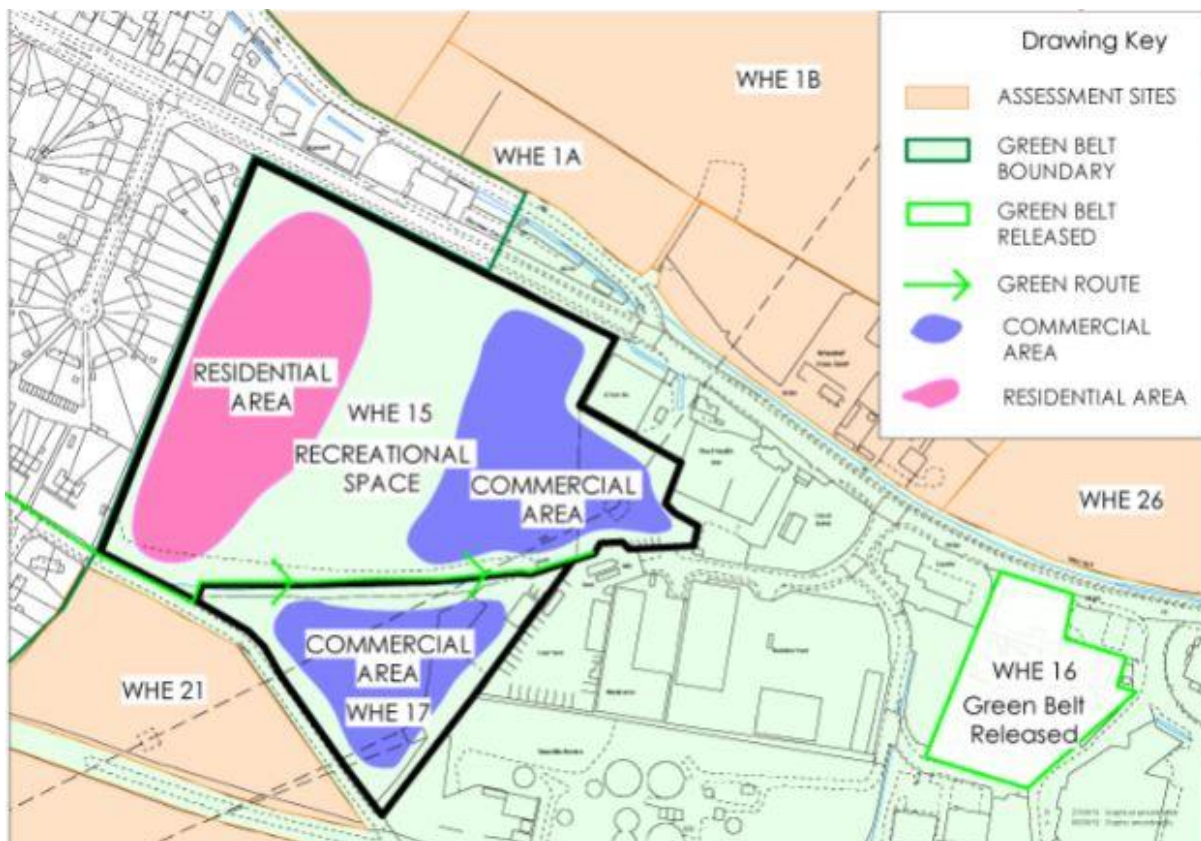 Drawing Key
ASSESSMENT SITES
GREEN BELT
BOUNDARY
GREEN BELT
RELEASED
GREEN ROUTE
COMMERCIAL
AREA
RESIDENTIAL AREA
WHE 1B
WHE 1A
RESIDENTIAL
AREA
WHE 15
RECREATIONAL
SPACE
COMMERCIAL
AREA
WHE 26
COMMERCIAL
AREA
WHE 17
WHE 21
WHE 16
Green Belt
Released